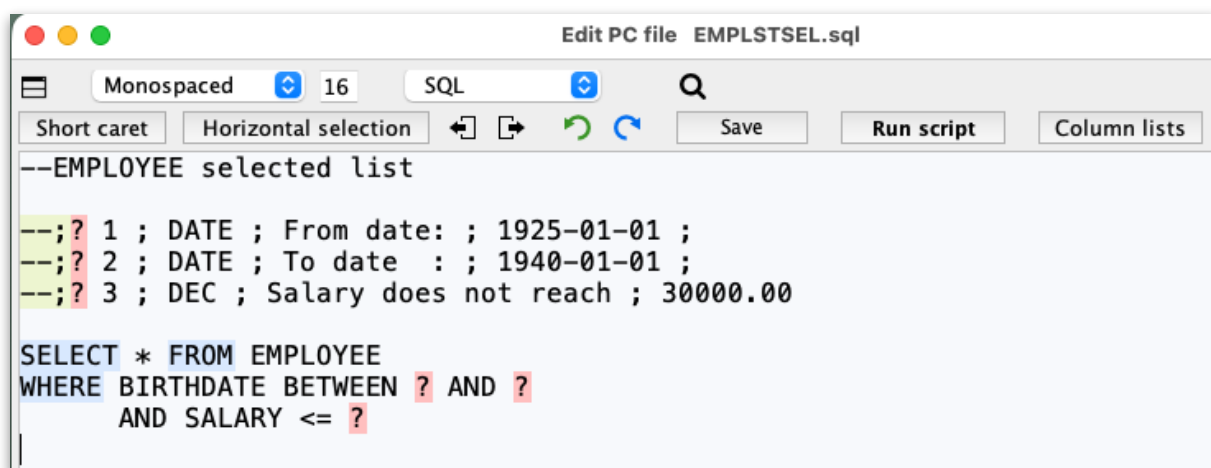 Edit PC file EMPLSTSEL.sql
Monospaced 16 SQL
Short caret Horizontal selection Save Run script Column lists
--EMPLOYEE selected list
--;? 1 ; DATE ; From date: ; 1925-01-01 ;
--;? 2 ; DATE ; To date  : ; 1940-01-01 ;
--;? 3 ; DEC ; Salary does not reach ; 30000.00
SELECT * FROM EMPLOYEE
WHERE BIRTHDATE BETWEEN ? AND ?
      AND SALARY <= ?